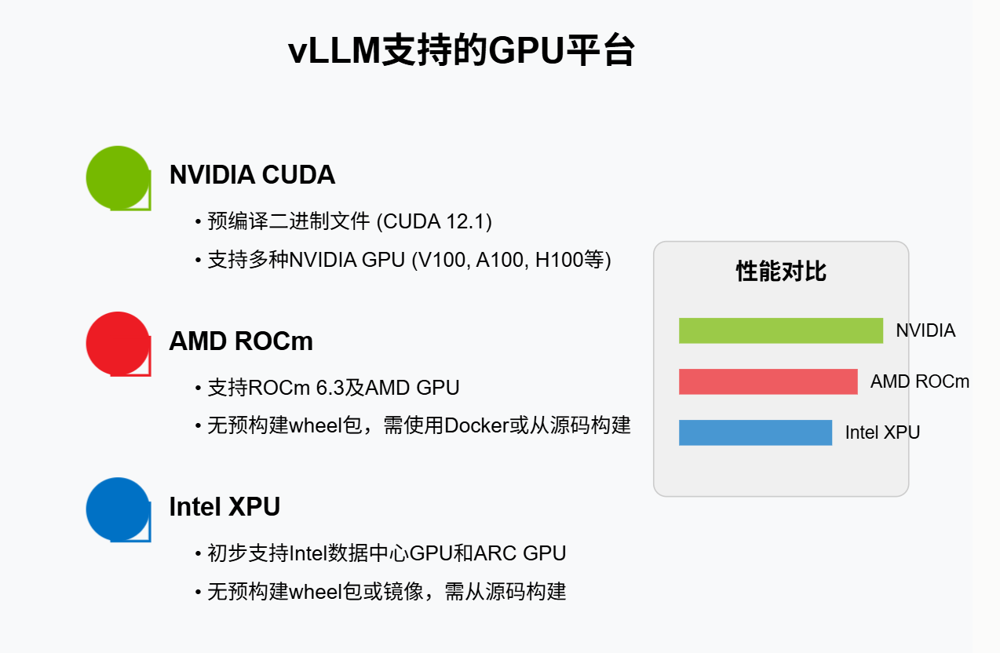 vLLM支持的GPU平台
NVIDIA CUDA
• 预编译二进制文件 (CUDA 12.1)
• 支持多种NVIDIA GPU (V100, A100, H100等)
AMD ROCm
• 支持ROCm 6.3及AMD GPU
• 无预构建wheel包，需使用Docker或从源码构建
Intel XPU
• 初步支持Intel数据中心GPU和ARC GPU
• 无预构建wheel包或镜像，需从源码构建
性能对比
NVIDIA
AMD ROCm
Intel XPU